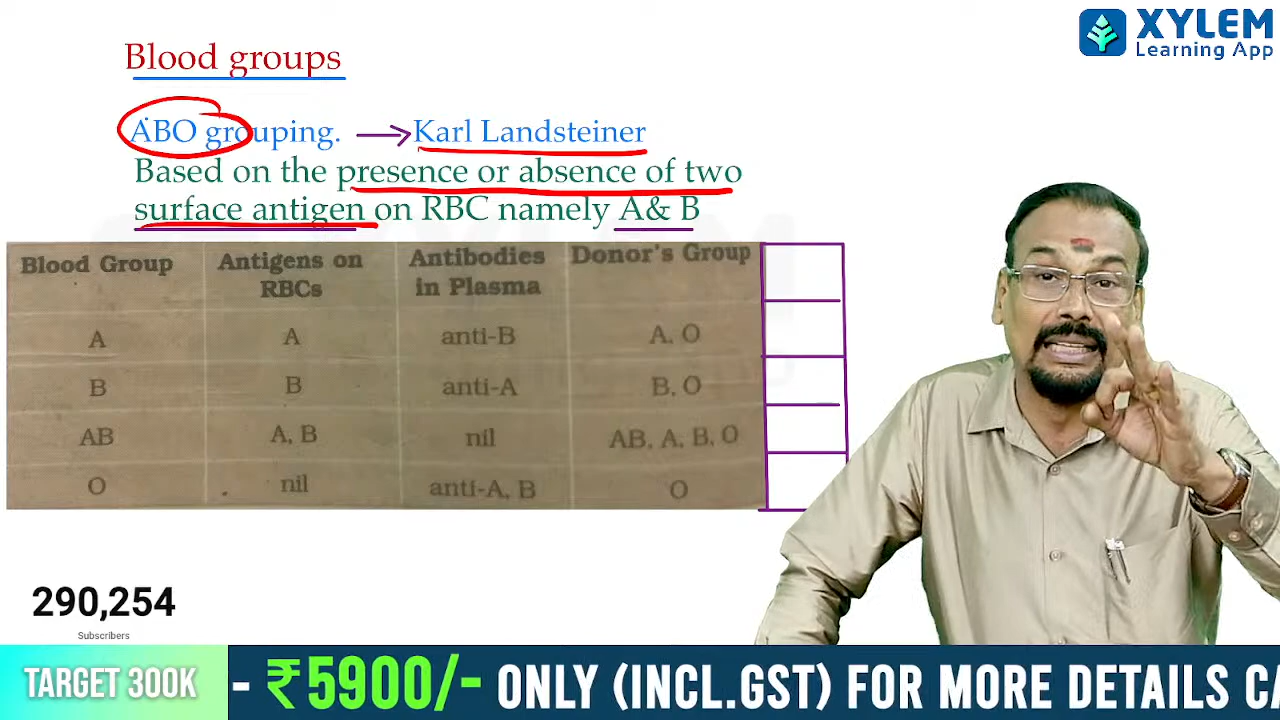 XYLEM
Learning App
Blood groups
ABO grouping. → Karl Landsteiner
Based on the presence or absence of two
surface antigen on RBC namely A& B
Blood Group Antigens on RBCs Antibodies in Plasma Donor's Group
A A anti-B A, O
B B anti-A B, O
AB A, B nil AB, A, B, O
O nil anti-A, B O
290,254
Subscribers
TARGET 300K - ₹5900/- ONLY (INCL.GST) FOR MORE DETAILS